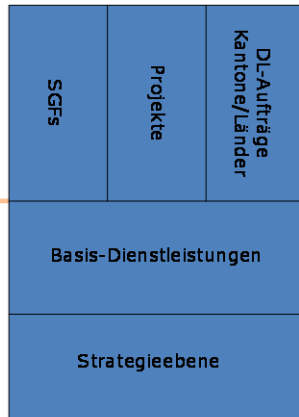 SGFs
Projekte
DL-Aufträge
Kantone/Länder
Basis-Dienstleistungen
Strategieebene